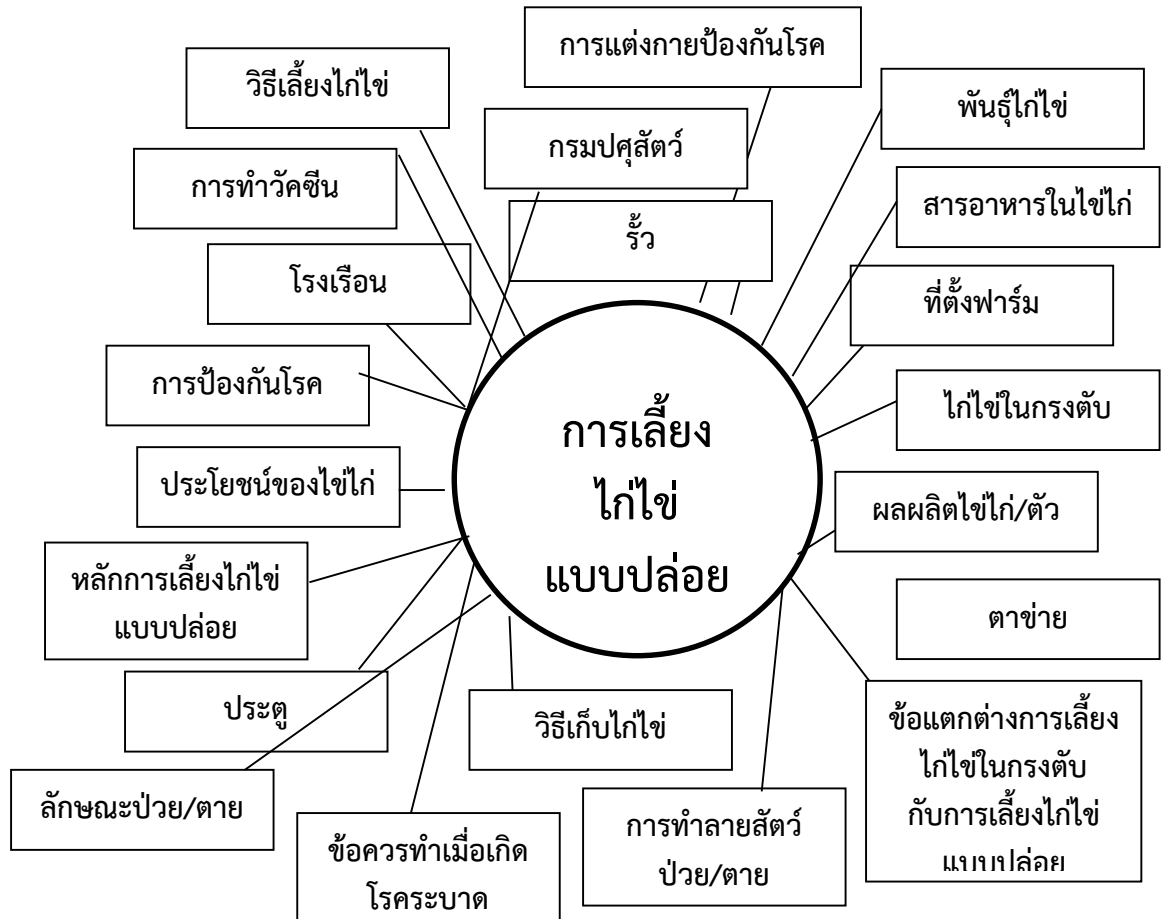 การแต่งกายป้องกันโรค
วิธีเลี้ยงไก่ไข่
พันธุ์ไก่ไข่
กรมปศุสัตว์
การทำวัคซีน
สารอาหารในไข่ไก่
รั้ว
โรงเรือน
ที่ตั้งฟาร์ม
การป้องกันโรค
ไก่ไข่ในกรงตับ
การเลี้ยง
ไก่ไข่
แบบปล่อย
ประโยชน์ของไข่ไก่
ผลผลิตไข่ไก่/ตัว
หลักการเลี้ยงไก่ไข่
แบบปล่อย
ตาข่าย
ประตู
วิธีเก็บไก่ไข่
ข้อแตกต่างการเลี้ยง
ไก่ไข่ในกรงตับ
กับการเลี้ยงไก่ไข่
แบบปล่อย
ลักษณะป่วย/ตาย
การทำลายสัตว์
ป่วย/ตาย
ข้อควรทำเมื่อเกิด
โรคระบาด